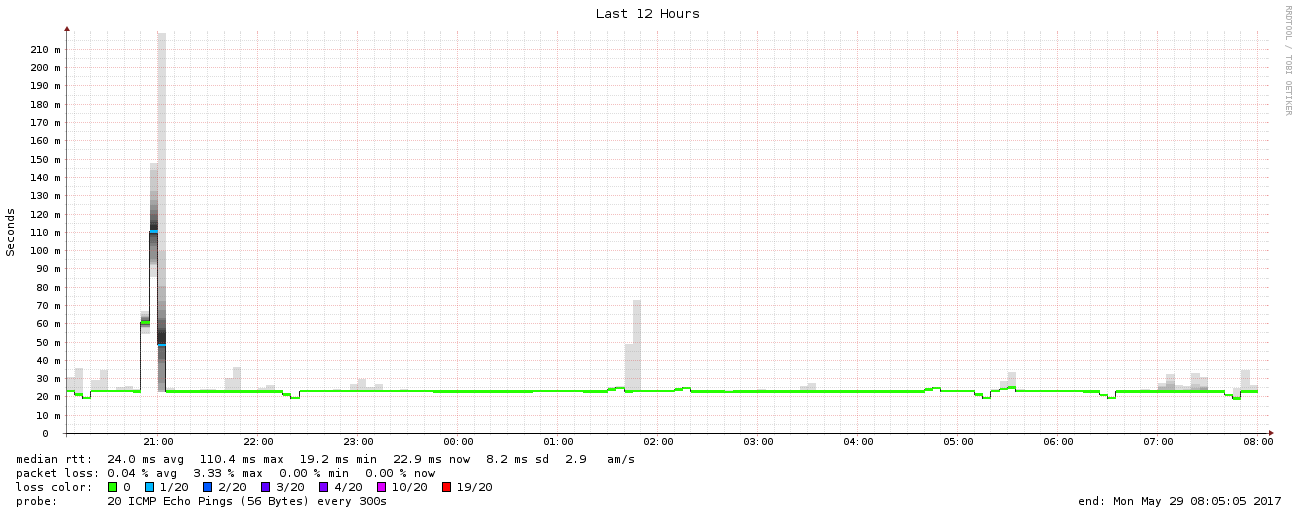 Last 12 Hours
RRDTOOL / TOBI OETIKER
Seconds
210 m
200 m
190 m
180 m
170 m
160 m
150 m
140 m
130 m
120 m
110 m
100 m
90 m
80 m
70 m
60 m
50 m
40 m
30 m
20 m
10 m
0
21:00 22:00 23:00 00:00 01:00 02:00 03:00 04:00 05:00 06:00 07:00 08:00
median rtt: 24.0 ms avg 110.4 ms max 19.2 ms min 22.9 ms now 8.2 ms sd 2.9 am/s
packet loss: 0.04 % avg 3.33 % max 0.00 % min 0.00 % now
loss color: 0 1/20 2/20 3/20 4/20 10/20 19/20
probe: 20 ICMP Echo Pings (56 Bytes) every 300s end: Mon May 29 08:05:05 2017